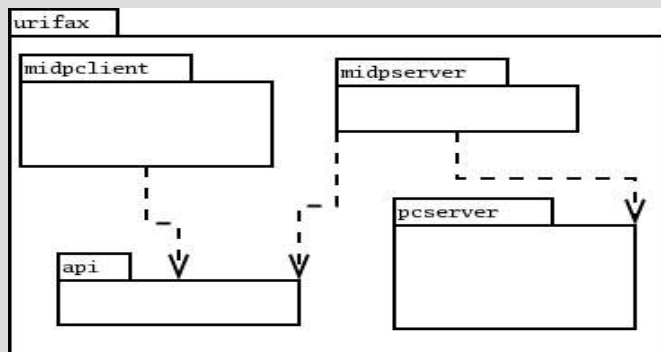 urifax
midpclient
midpserver
pcserver
api